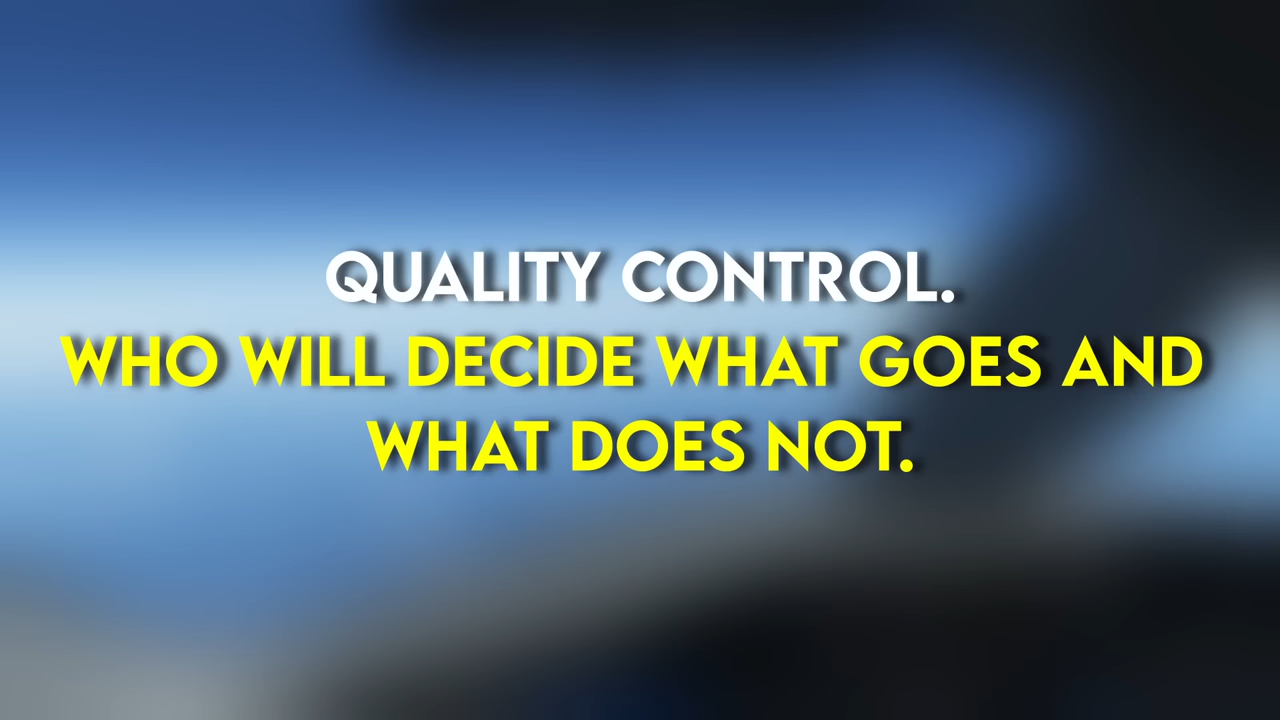 QUALITY CONTROL.
WHO WILL DECIDE WHAT GOES AND
WHAT DOES NOT.